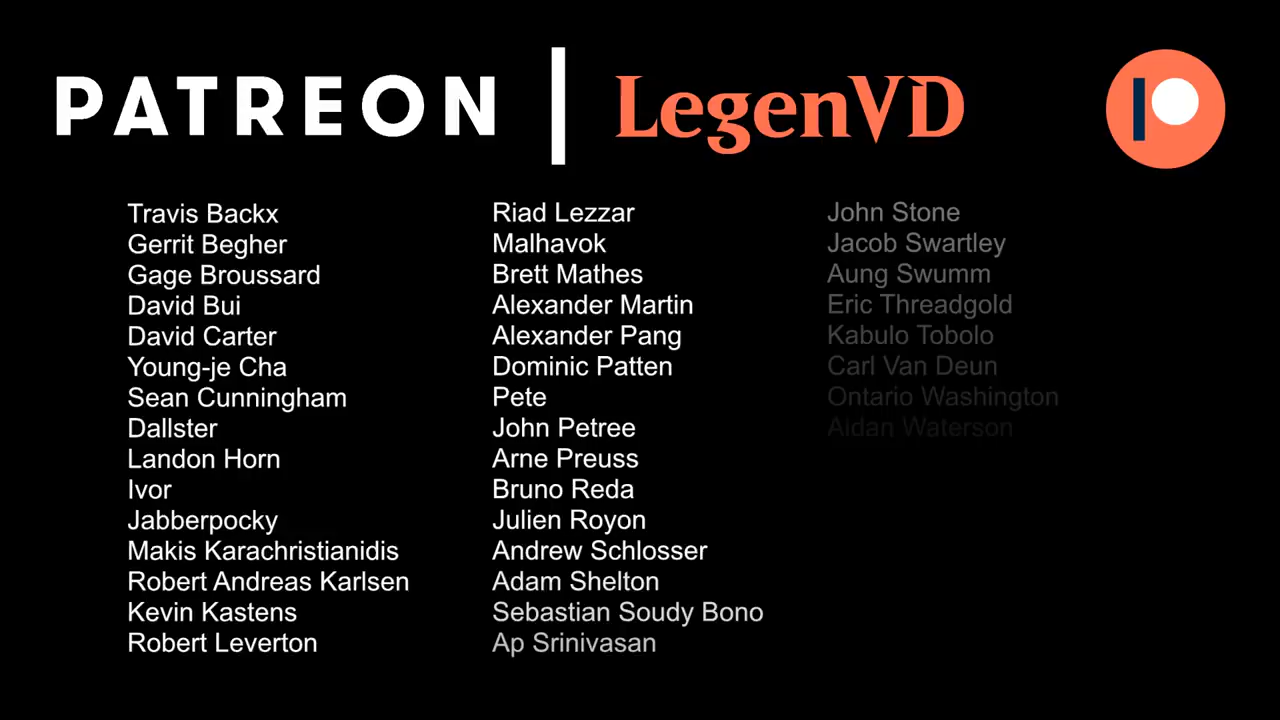 PATREON | LegenVD
Travis Backx
Gerrit Begher
Gage Broussard
David Bui
David Carter
Young-je Cha
Sean Cunningham
Dallster
Landon Horn
Ivor
Jabberpocky
Makis Karachristianidis
Robert Andreas Karlsen
Kevin Kastens
Robert Leverton
Riad Lezzar
Malhavok
Brett Mathes
Alexander Martin
Alexander Pang
Dominic Patten
Pete
John Petree
Arne Preuss
Bruno Reda
Julien Royon
Andrew Schlosser
Adam Shelton
Sebastian Soudy Bono
Ap Srinivasan
John Stone
Jacob Swartley
Aung Swumm
Eric Threadgold
Kabulo Tobolo
Carl Van Deun
Ontario Washington
Aidan Waterson